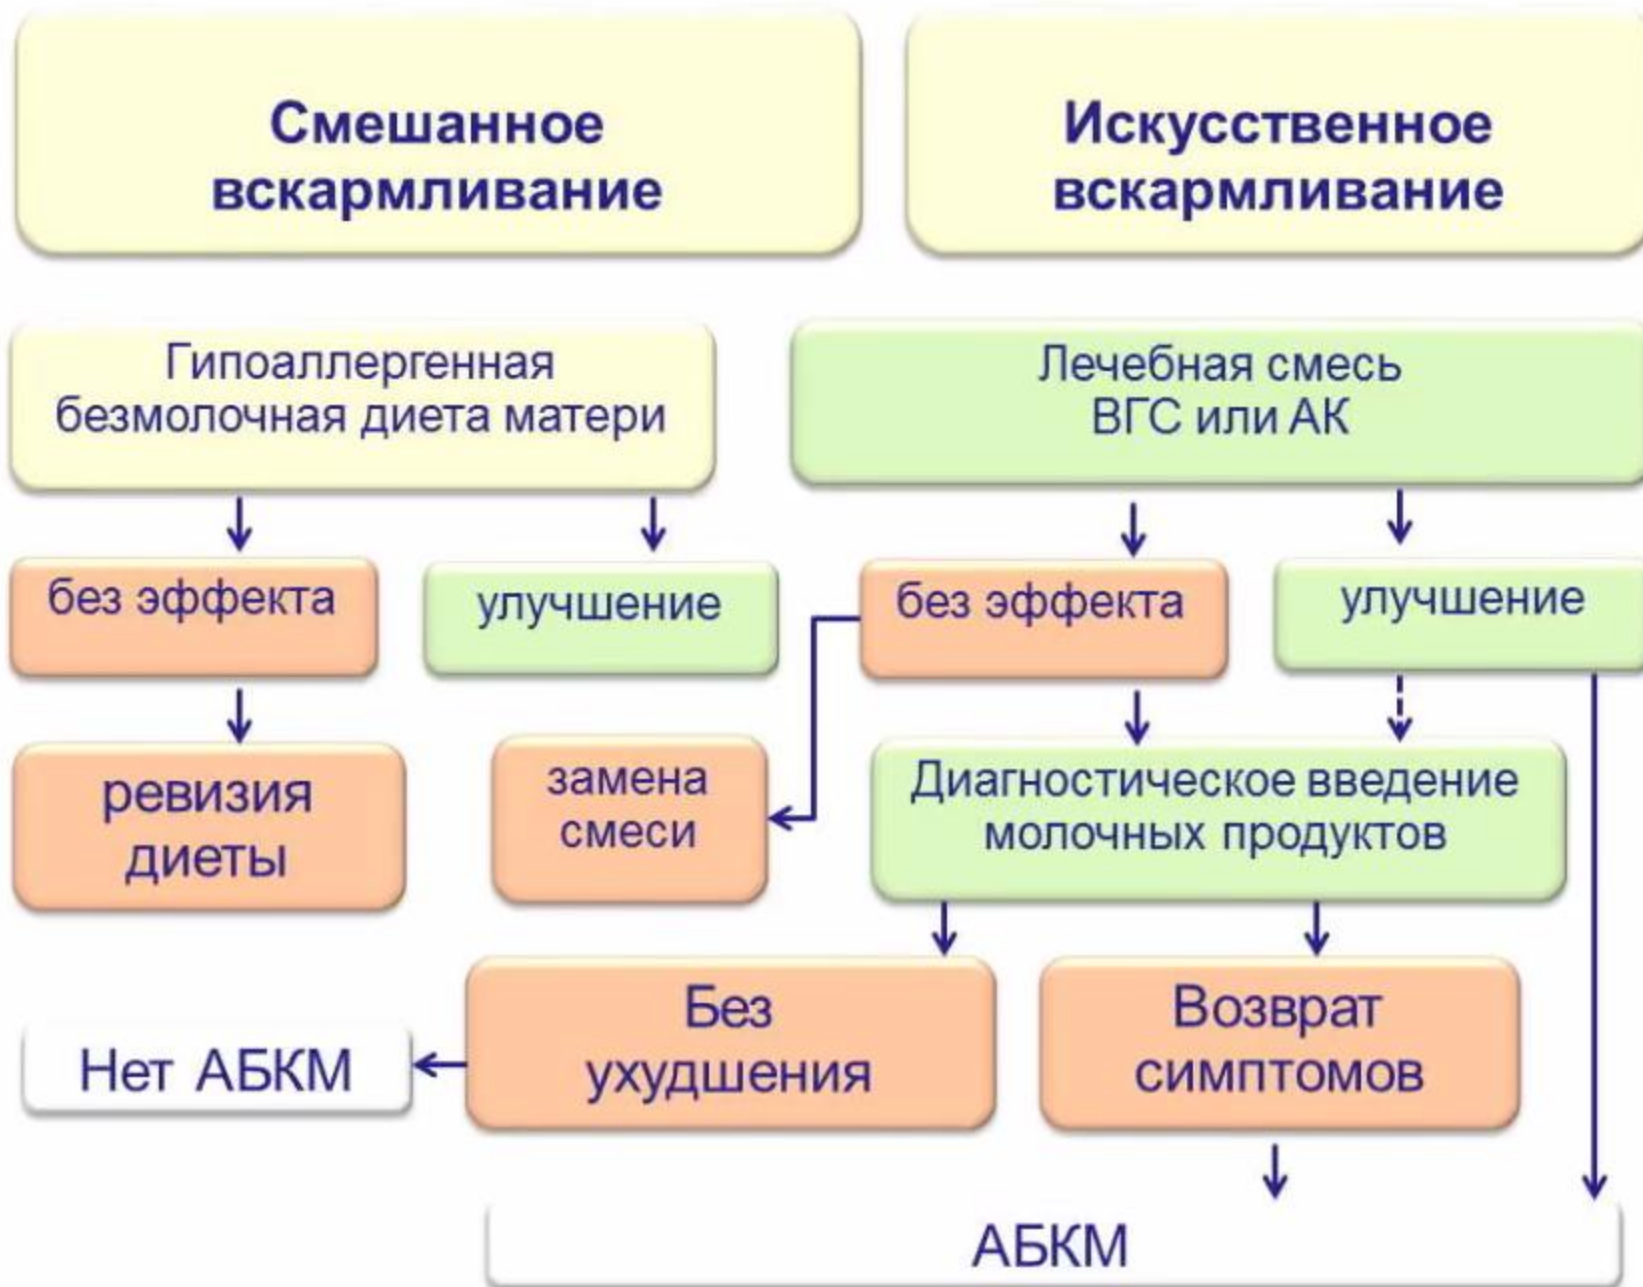 Смешанное
вскармливание
Искусственное
вскармливание
Гипоаллергенная
безмолочная диета матери
Лечебная смесь
ВГС или АК
без эффекта
улучшение
без эффекта
улучшение
ревизия
диеты
замена
смеси
Диагностическое введение
молочных продуктов
Без
ухудшения
Возврат
симптомов
Нет АБКМ
АБКМ